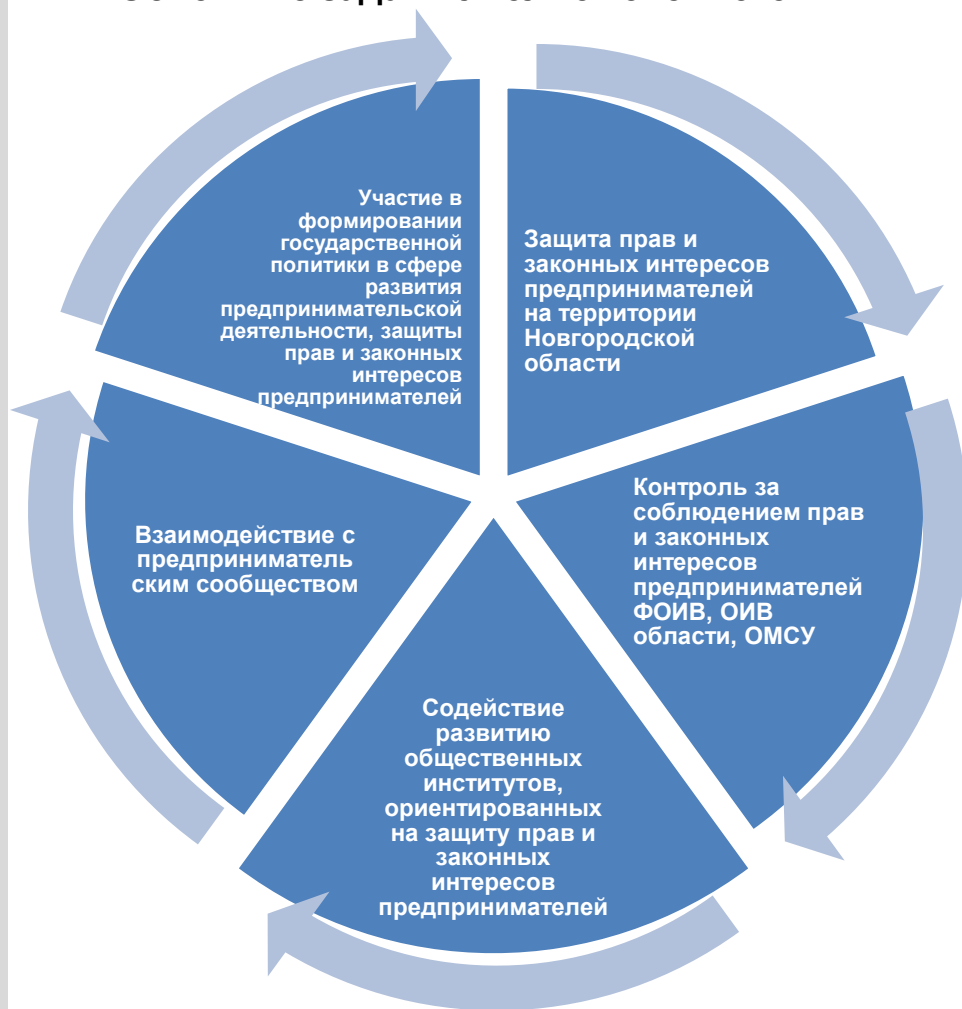 Защита прав и
законных интересов
предпринимателей
на территории
Новгородской
области
Контроль за
соблюдением прав
и законных
интересов
предпринимателей
ФОИВ, ОИВ
области, ОМСУ
Содействие
развитию
общественных
институтов,
ориентированных
на защиту прав и
законных
интересов
предпринимателей
Взаимодействие с
предприниматель
ским сообществом
Участие в
формировании
государственной
политики в сфере
развития
предпринимательской
деятельности, защиты
прав и законных
интересов
предпринимателей